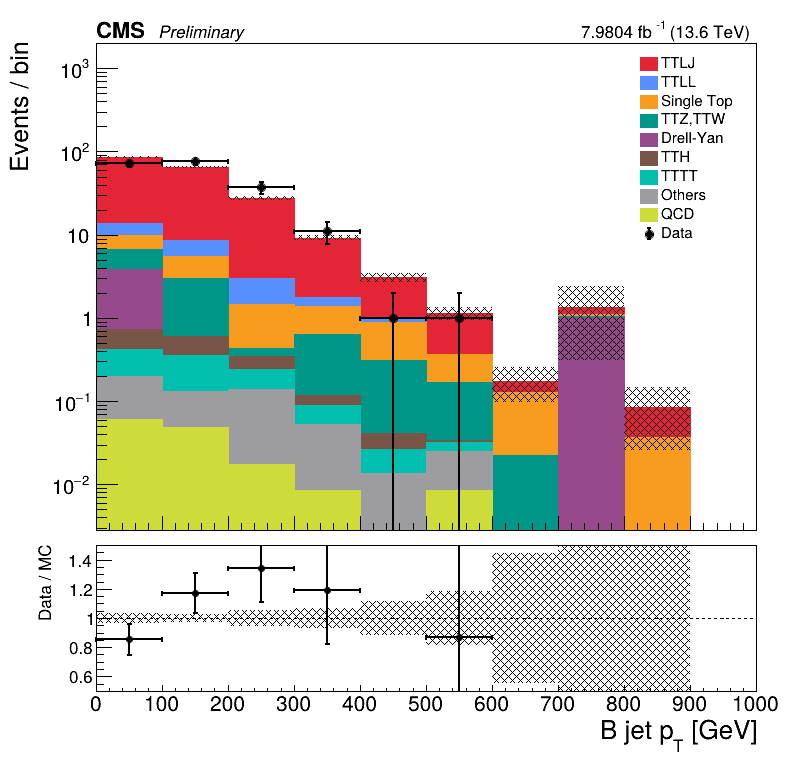 CMS Preliminary 7.9804 fb⁻¹ (13.6 TeV)
Events / bin
10³
10²
10
1
10⁻¹
10⁻²
TTLJ
TTLL
Single Top
TTZ,TTW
Drell-Yan
TTH
TTTT
Others
QCD
Data
Data / MC
1.4
1.2
1
0.8
0.6
0 100 200 300 400 500 600 700 800 900 1000
B jet p_T [GeV]